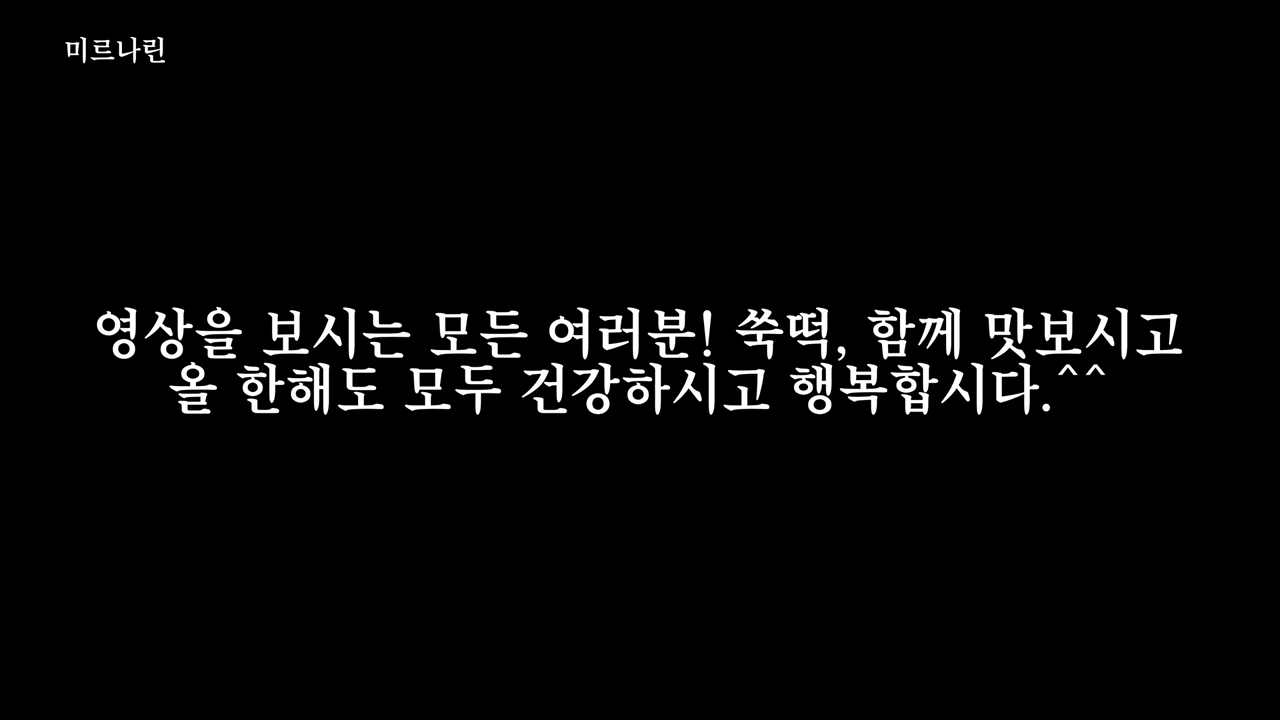 미르나린
영상을 보시는 모든 여러분! 쑥떡, 함께 맛보시고
올 한해도 모두 건강하시고 행복합시다.^^